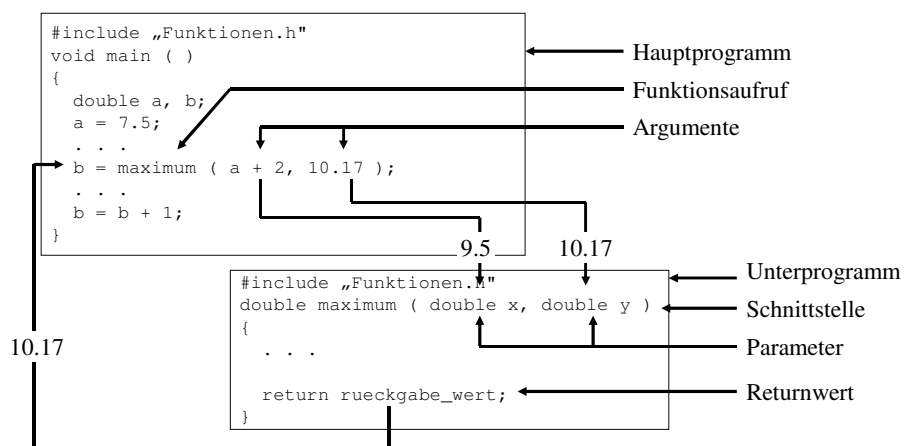 #include „Funktionen.h"
void main ( )
{
double a, b;
a = 7.5;
. . .
b = maximum ( a + 2, 10.17 );
. . .
b = b + 1;
}
Hauptprogramm
Funktionsaufruf
Argumente
9.5
10.17
#include „Funktionen.h"
double maximum ( double x, double y )
{
. . .
return rueckgabe_wert;
}
Unterprogramm
Schnittstelle
Parameter
Returnwert
10.17